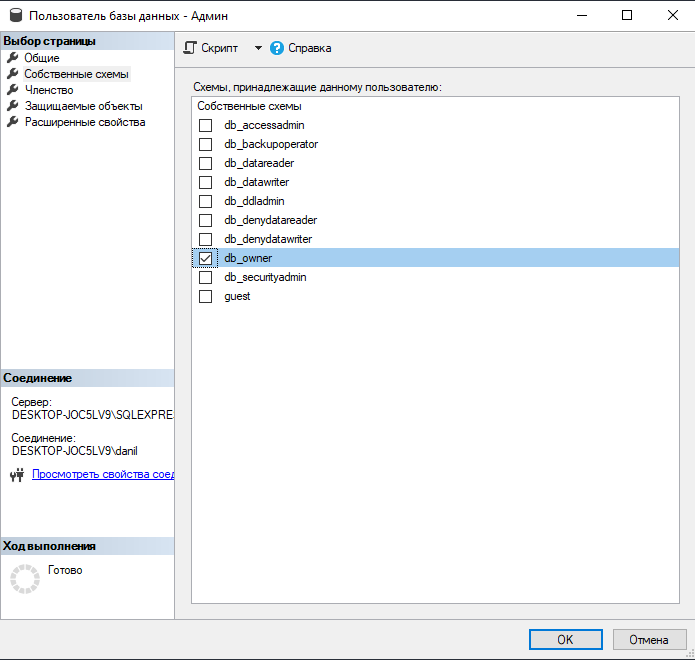 Пользователь базы данных - Админ
Выбор страницы
Общие
Собственные схемы
Членство
Защищаемые объекты
Расширенные свойства
Скрипт
Справка
Схемы, принадлежащие данному пользователю:
Собственные схемы
db_accessadmin
db_backupoperator
db_datareader
db_datawriter
db_ddladmin
db_denydatareader
db_denydatawriter
db_owner
db_securityadmin
guest
Соединение
Сервер:
DESKTOP-JOC5LV9\SQLEXPRE
Соединение:
DESKTOP-JOC5LV9\danil
Просмотреть свойства соед
Ход выполнения
Готово
OK
Отмена